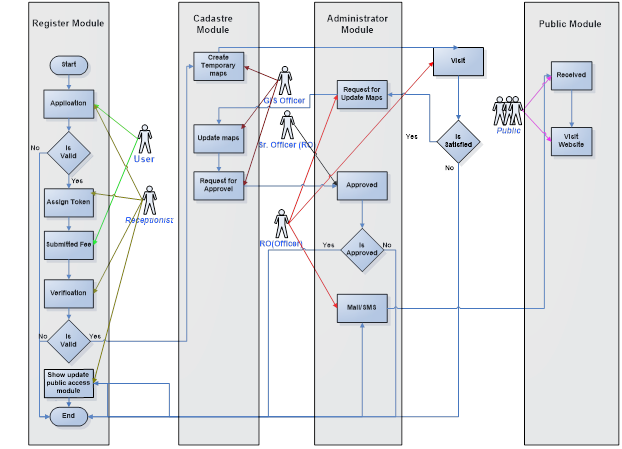 Register Module
Cadastre
Module
Administrator
Module
Public Module
Start
Application
No
Is
Valid
Yes
Assign Token
Submitted Fee
Verification
No
Is
Valid
Yes
Show update
public access
module
End
User
Receptionist
Create
Temporary
maps
Update maps
Request for
Approvel
GIS Officer
Sr. Officer (RO
RO(Officer)
Request for
Update Maps
Approved
Yes
Is
Approved
No
Mail/SMS
Visit
Yes
Is
Satisfied
No
Public
Received
Visit
Website